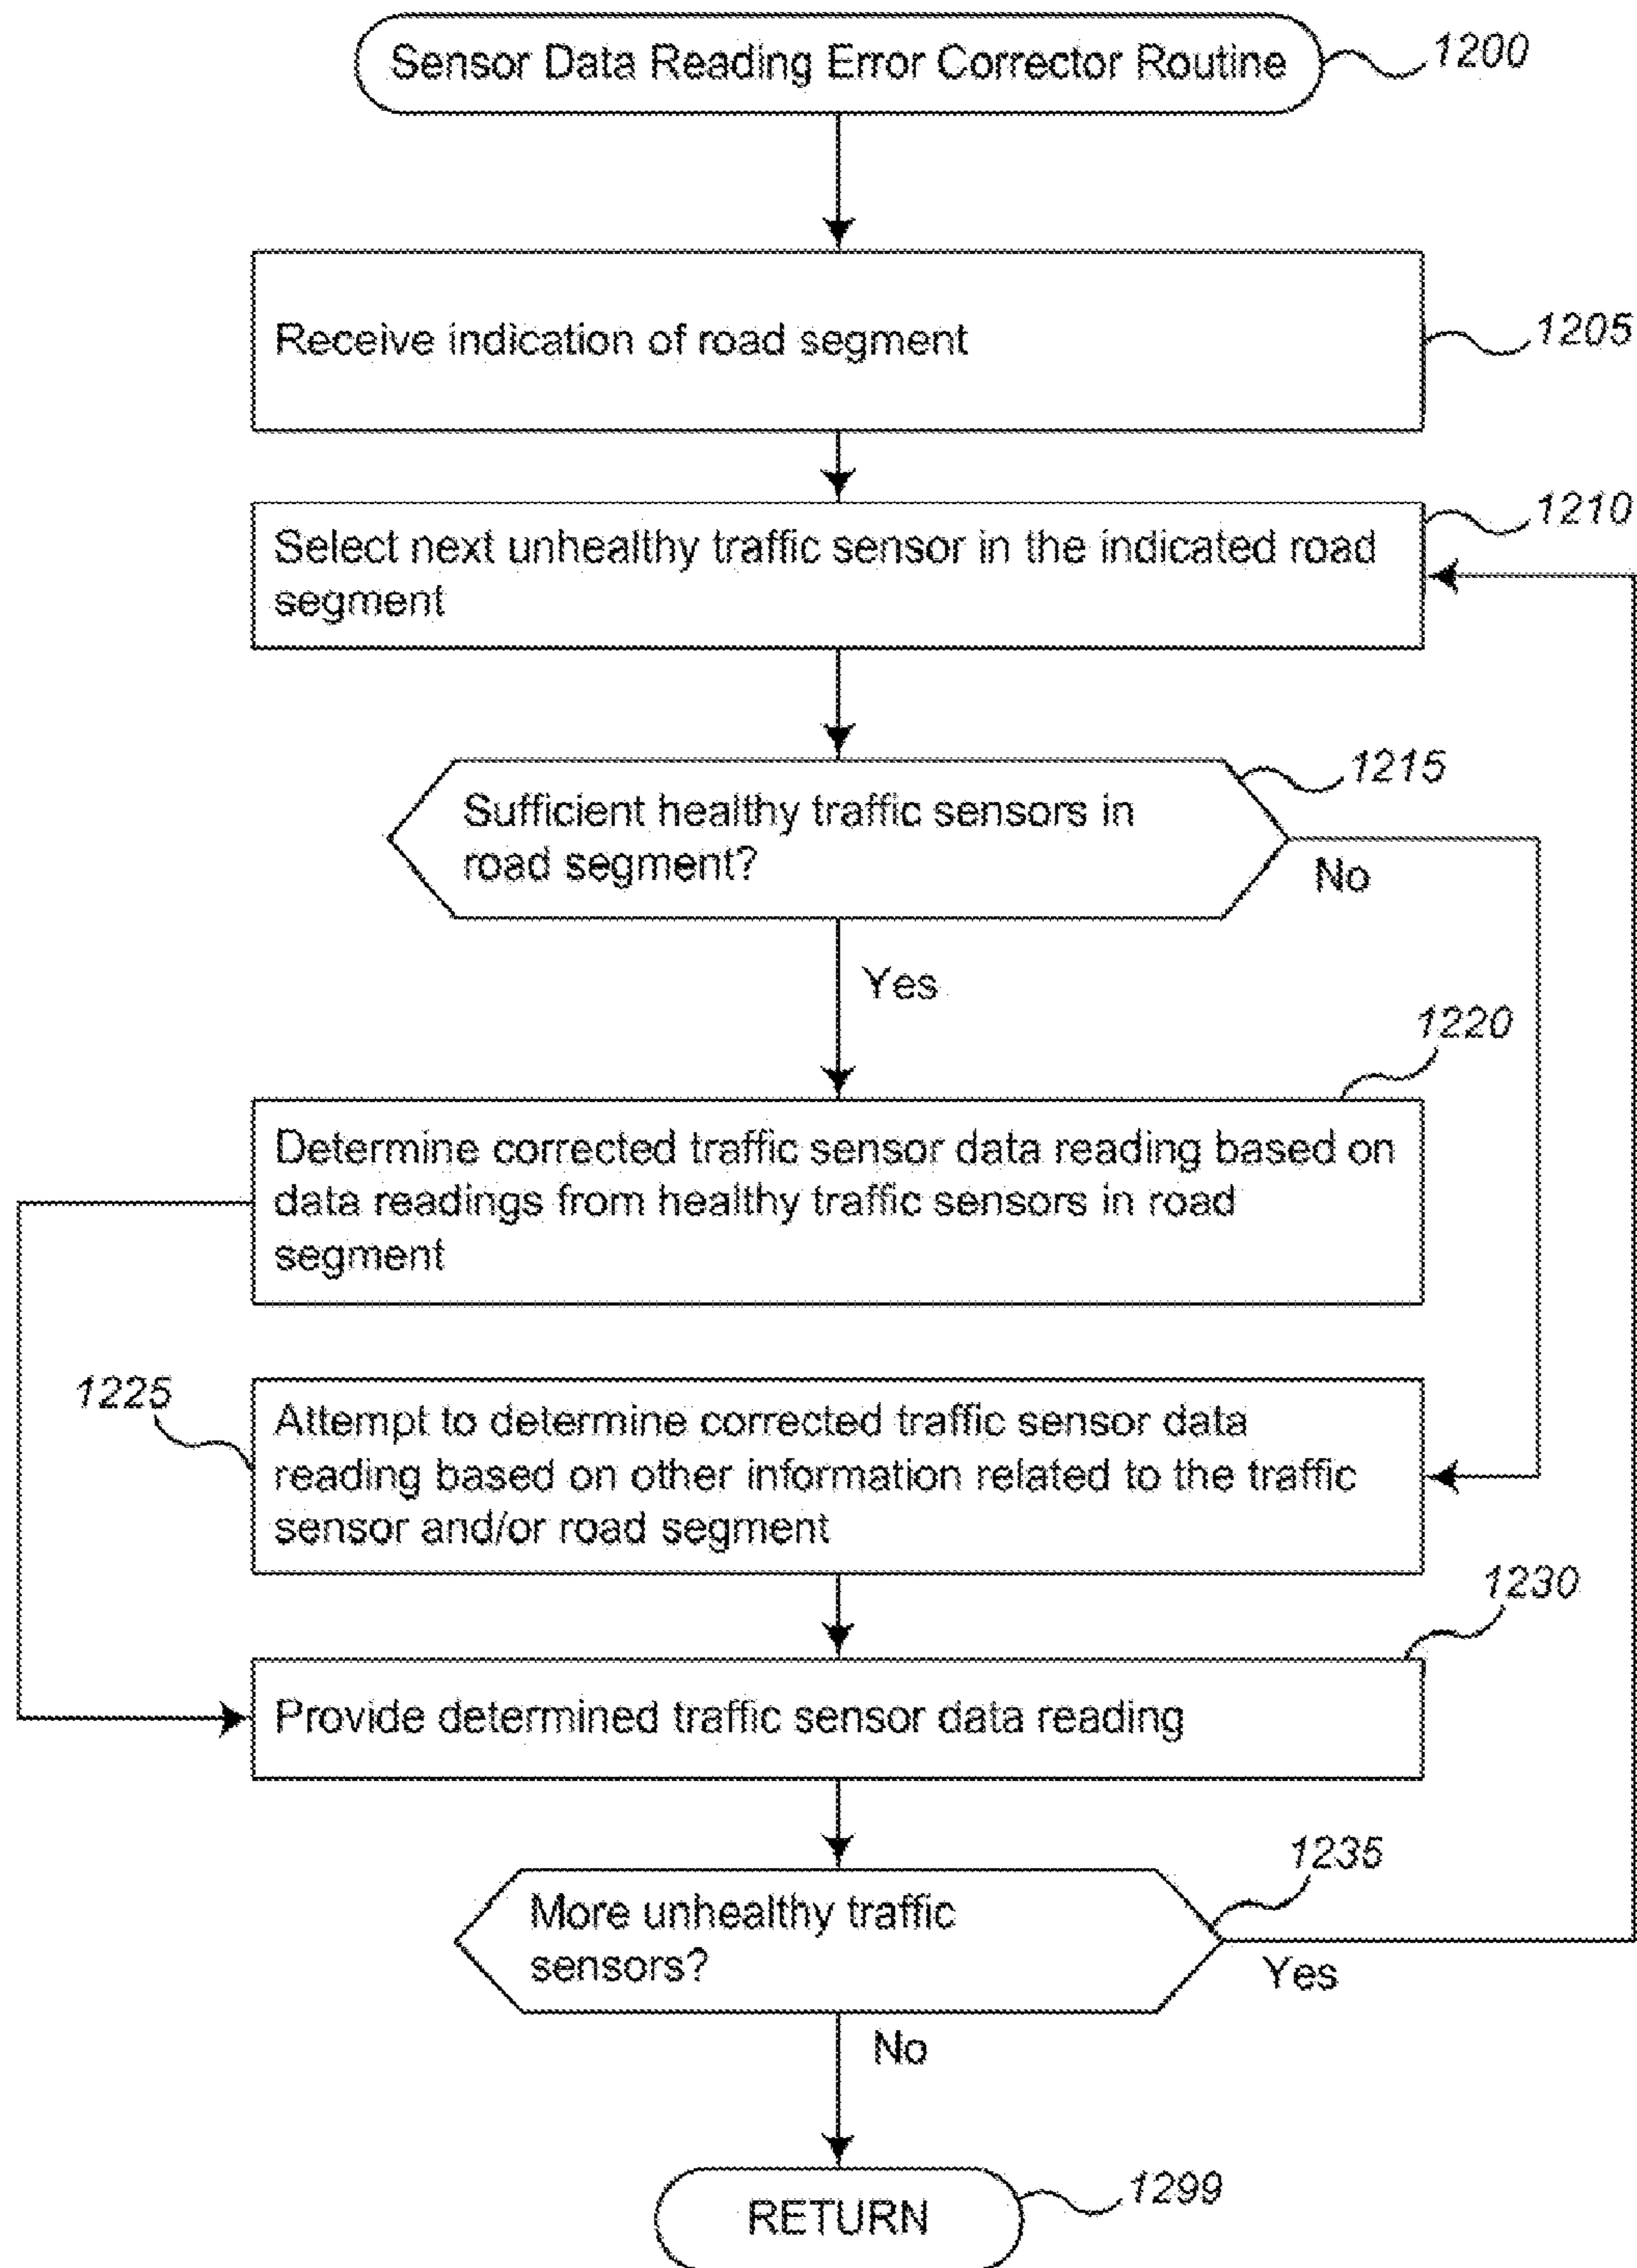 Sensor Data Reading Error Corrector Routine
1200
Receive indication of road segment
1205
1210
Select next unhealthy traffic sensor in the indicated road
segment
1215
Sufficient healthy traffic sensors in
road segment?
No
Yes
1220
Determine corrected traffic sensor data reading based on
data readings from healthy traffic sensors in road
segment
1225
Attempt to determine corrected traffic sensor data
reading based on other information related to the traffic
sensor and/or road segment
1230
Provide determined traffic sensor data reading
1235
More unhealthy traffic
sensors?
Yes
No
RETURN
1299